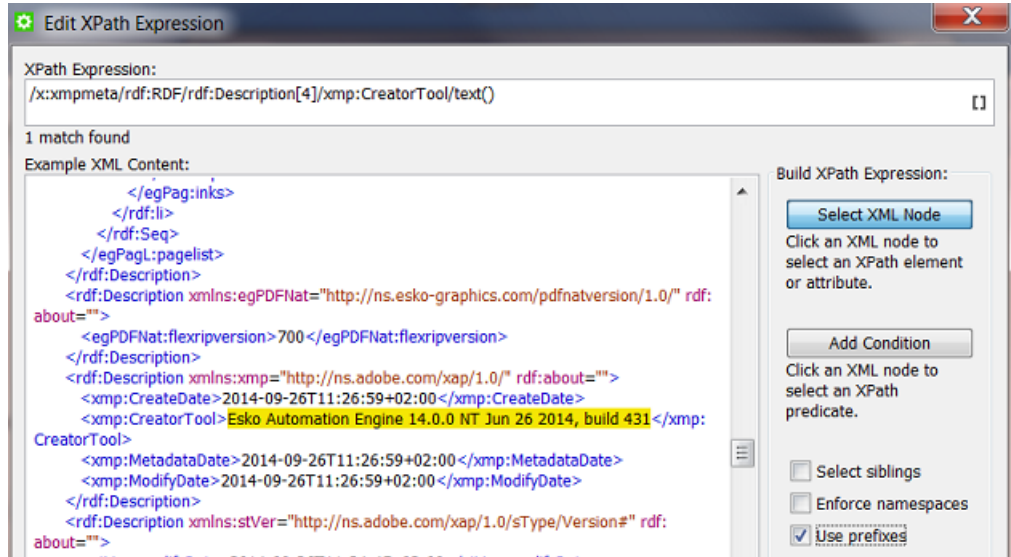 Edit XPath Expression
X
XPath Expression:
/x:xmpmeta/rdf:RDF/rdf:Description[4]/xmp:CreatorTool/text()
[]
1 match found
Example XML Content:
</egPag:inks>
</rdf:li>
</rdf:Seq>
</egPagL:pagelist>
</rdf:Description>
<rdf:Description xmlns:egPDFNat="http://ns.esko-graphics.com/pdfnatversion/1.0/" rdf:
about="">
<egPDFNat:flexripversion>700</egPDFNat:flexripversion>
</rdf:Description>
<rdf:Description xmlns:xmp="http://ns.adobe.com/xap/1.0/" rdf:about="">
<xmp:CreateDate>2014-09-26T11:26:59+02:00</xmp:CreateDate>
<xmp:CreatorTool>Esko Automation Engine 14.0.0 NT Jun 26 2014, build 431</xmp:
CreatorTool>
<xmp:MetadataDate>2014-09-26T11:26:59+02:00</xmp:MetadataDate>
<xmp:ModifyDate>2014-09-26T11:26:59+02:00</xmp:ModifyDate>
</rdf:Description>
<rdf:Description xmlns:stVer="http://ns.adobe.com/xap/1.0/sType/Version#" rdf:
about="">
Build XPath Expression:
Select XML Node
Click an XML node to
select an XPath element
or attribute.
Add Condition
Click an XML node to
select an XPath
predicate.
Select siblings
Enforce namespaces
Use prefixes